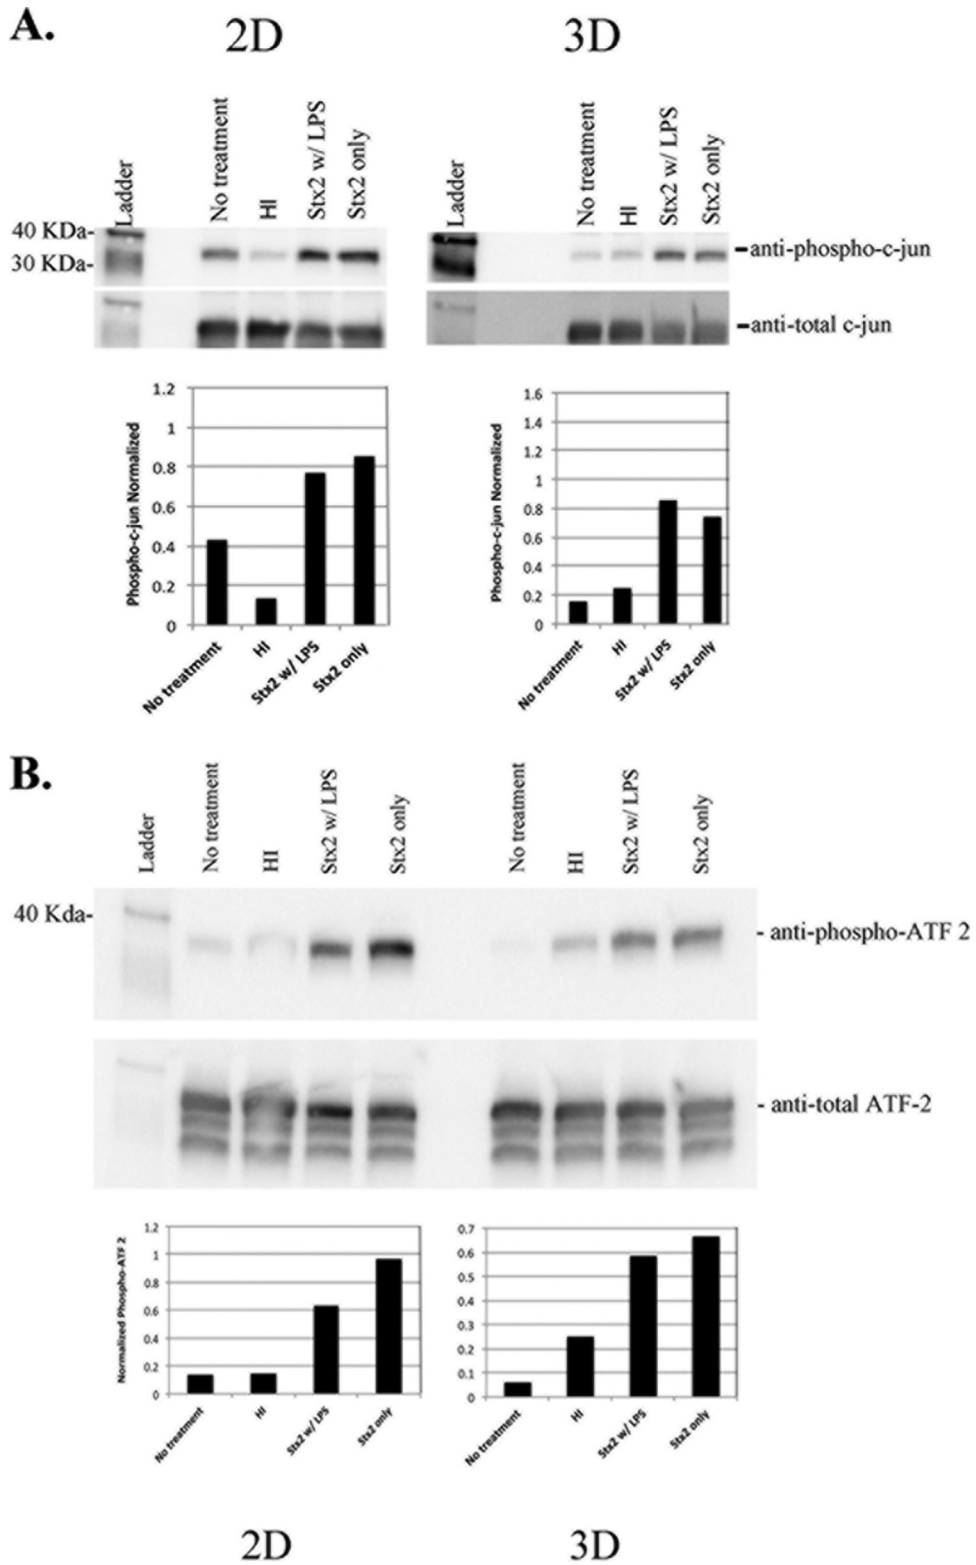 A.
2D
3D
Ladder
No treatment
HI
Stx2 w/ LPS
Stx2 only
Ladder
No treatment
HI
Stx2 w/ LPS
Stx2 only
40 KDa-
30 KDa-
-anti-phospho-c-jun
-anti-total c-jun
Phospho-c-jun Normalized
1.2
1
0.8
0.6
0.4
0.2
0
No treatment
HI
Stx2 w/ LPS
Stx2 only
Phospho-c-jun Normalized
1.6
1.4
1.2
1
0.8
0.6
0.4
0.2
0
No treatment
HI
Stx2 w/ LPS
Stx2 only
B.
Ladder
No treatment
HI
Stx2 w/ LPS
Stx2 only
No treatment
HI
Stx2 w/ LPS
Stx2 only
40 Kda-
- anti-phospho-ATF 2
- anti-total ATF-2
Normalized Phospho-ATF 2
1.2
1
0.8
0.6
0.4
0.2
0
No treatment
HI
Stx2 w/ LPS
Stx2 only
0.7
0.6
0.5
0.4
0.3
0.2
0.1
0
No treatment
HI
Stx2 w/ LPS
Stx2 only
2D
3D